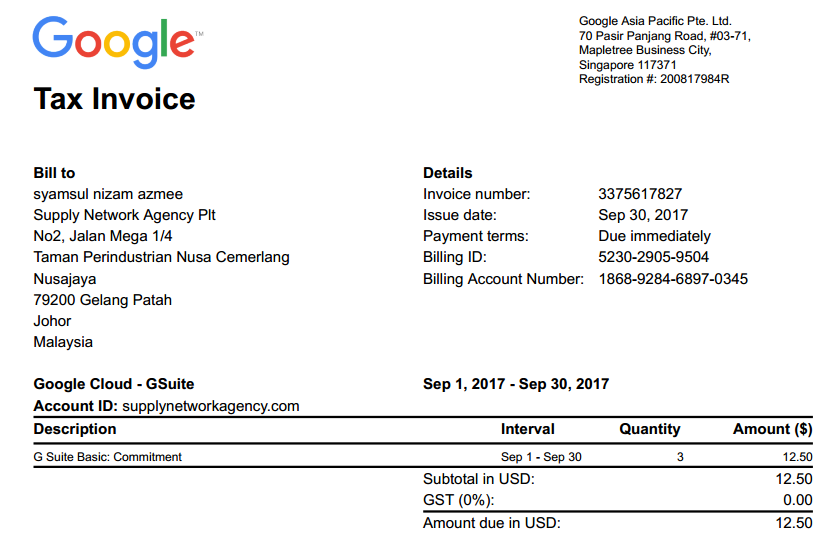 Google™
Google Asia Pacific Pte. Ltd.
70 Pasir Panjang Road, #03-71,
Mapletree Business City,
Singapore 117371
Registration #: 200817984R
Tax Invoice
Bill to
syamsul nizam azmee
Supply Network Agency Plt
No2, Jalan Mega 1/4
Taman Perindustrian Nusa Cemerlang
Nusajaya
79200 Gelang Patah
Johor
Malaysia
Details
Invoice number: 3375617827
Issue date: Sep 30, 2017
Payment terms: Due immediately
Billing ID: 5230-2905-9504
Billing Account Number: 1868-9284-6897-0345
Google Cloud - GSuite Sep 1, 2017 - Sep 30, 2017
Account ID: supplynetworkagency.com
Description Interval Quantity Amount ($)
G Suite Basic: Commitment Sep 1 - Sep 30 3 12.50
Subtotal in USD: 12.50
GST (0%): 0.00
Amount due in USD: 12.50